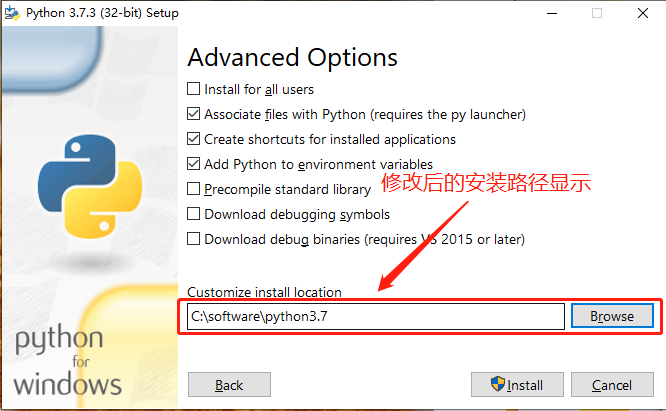 Python 3.7.3 (32-bit) Setup
Advanced Options
Install for all users
Associate files with Python (requires the py launcher)
Create shortcuts for installed applications
Add Python to environment variables
Precompile standard library
修改后的安装路径显示
Download debugging symbols
Download debug binaries (requires VS 2015 or later)
Customize install location
C:\software\python3.7
Browse
python
for
windows
Back
Install
Cancel